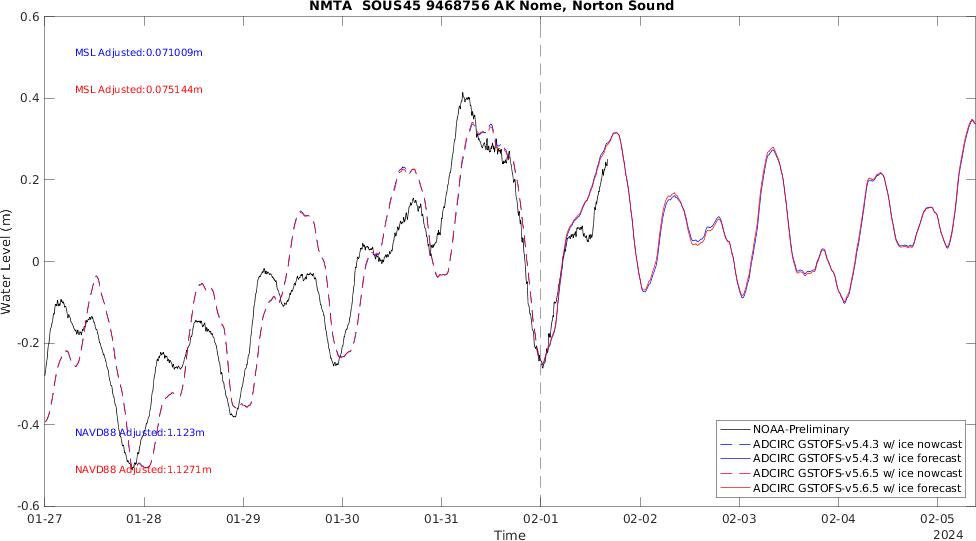 NMTA SOUS45 9468756 AK Nome, Norton Sound
0.6
MSL Adjusted:0.071009m
MSL Adjusted:0.075144m
0.4
0.2
0
-0.2
-0.4
-0.6
Water Level (m)
NAVD88 Adjusted:1.123m
NAVD88 Adjusted:1.1271m
NOAA-Preliminary
ADCIRC GSTOFS-v5.4.3 w/ ice nowcast
ADCIRC GSTOFS-v5.4.3 w/ ice forecast
ADCIRC GSTOFS-v5.6.5 w/ ice nowcast
ADCIRC GSTOFS-v5.6.5 w/ ice forecast
01-27 01-28 01-29 01-30 01-31 02-01 02-02 02-03 02-04 02-05
Time
2024